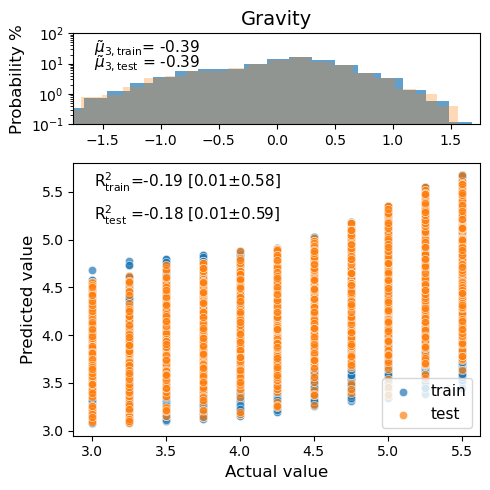 Gravity
Probability %
10²
10¹
10⁰
10⁻¹
μ̃₃,train= -0.39
μ̃₃,test = -0.39
−1.5 −1.0 −0.5 0.0 0.5 1.0 1.5
R²train=-0.19 [0.01±0.58]
R²test =-0.18 [0.01±0.59]
Predicted value
5.5
5.0
4.5
4.0
3.5
3.0
train
test
3.0 3.5 4.0 4.5 5.0 5.5
Actual value